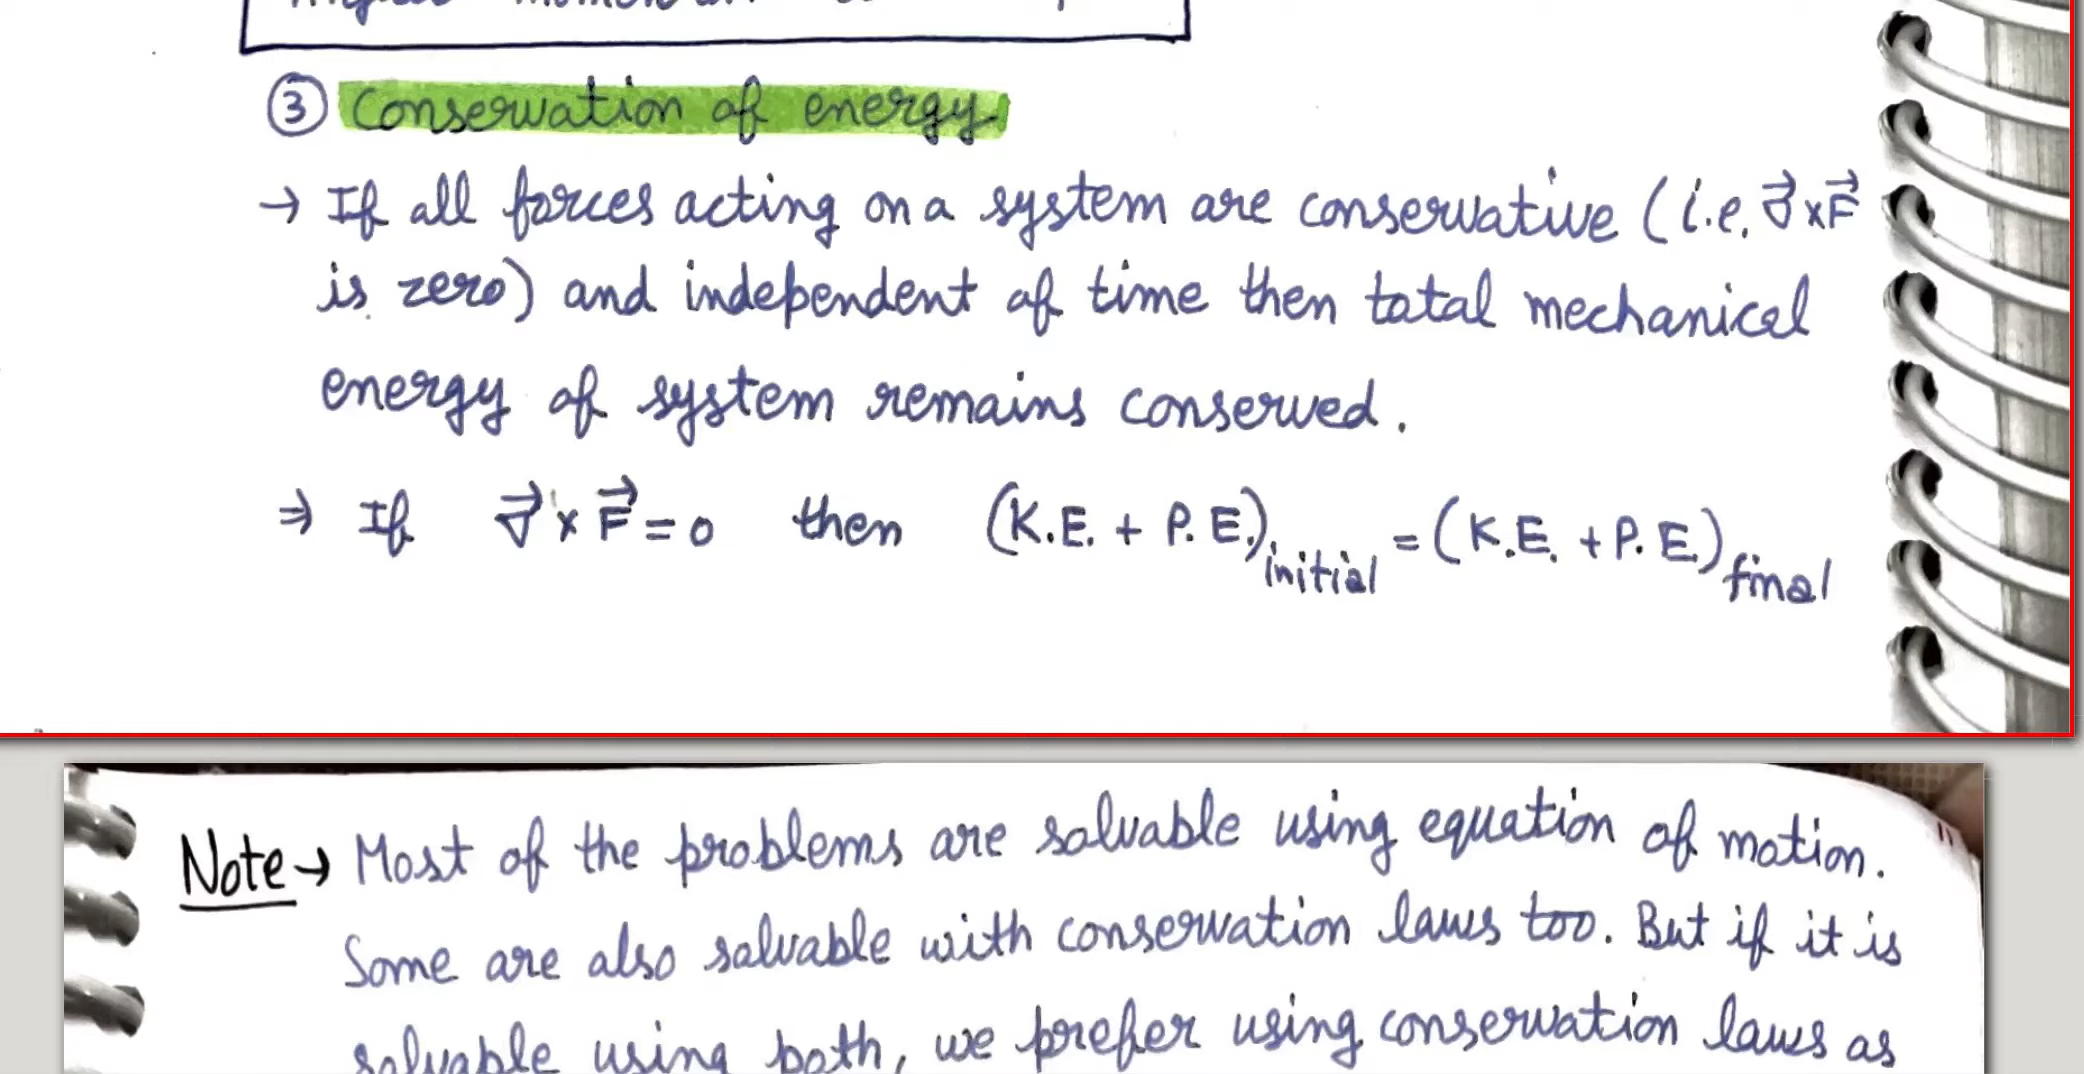 ③ Conservation of energy
→ If all forces acting on a system are conservative (i.e. ∇⃗ × F⃗
is zero) and independent of time then total mechanical
energy of system remains conserved.
⇒ If ∇⃗ × F⃗ = 0 then (K.E. + P.E.)initial = (K.E. + P.E.)final
Note → Most of the problems are solvable using equation of motion.
Some are also solvable with conservation laws too. But if it is
solvable using both, we prefer using conservation laws as